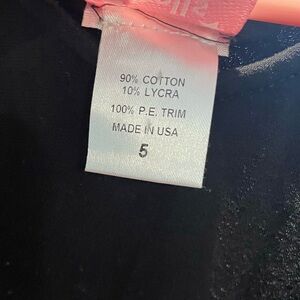 90% COTTON
10% LYCRA
100% P.E. TRIM
MADE IN USA
5